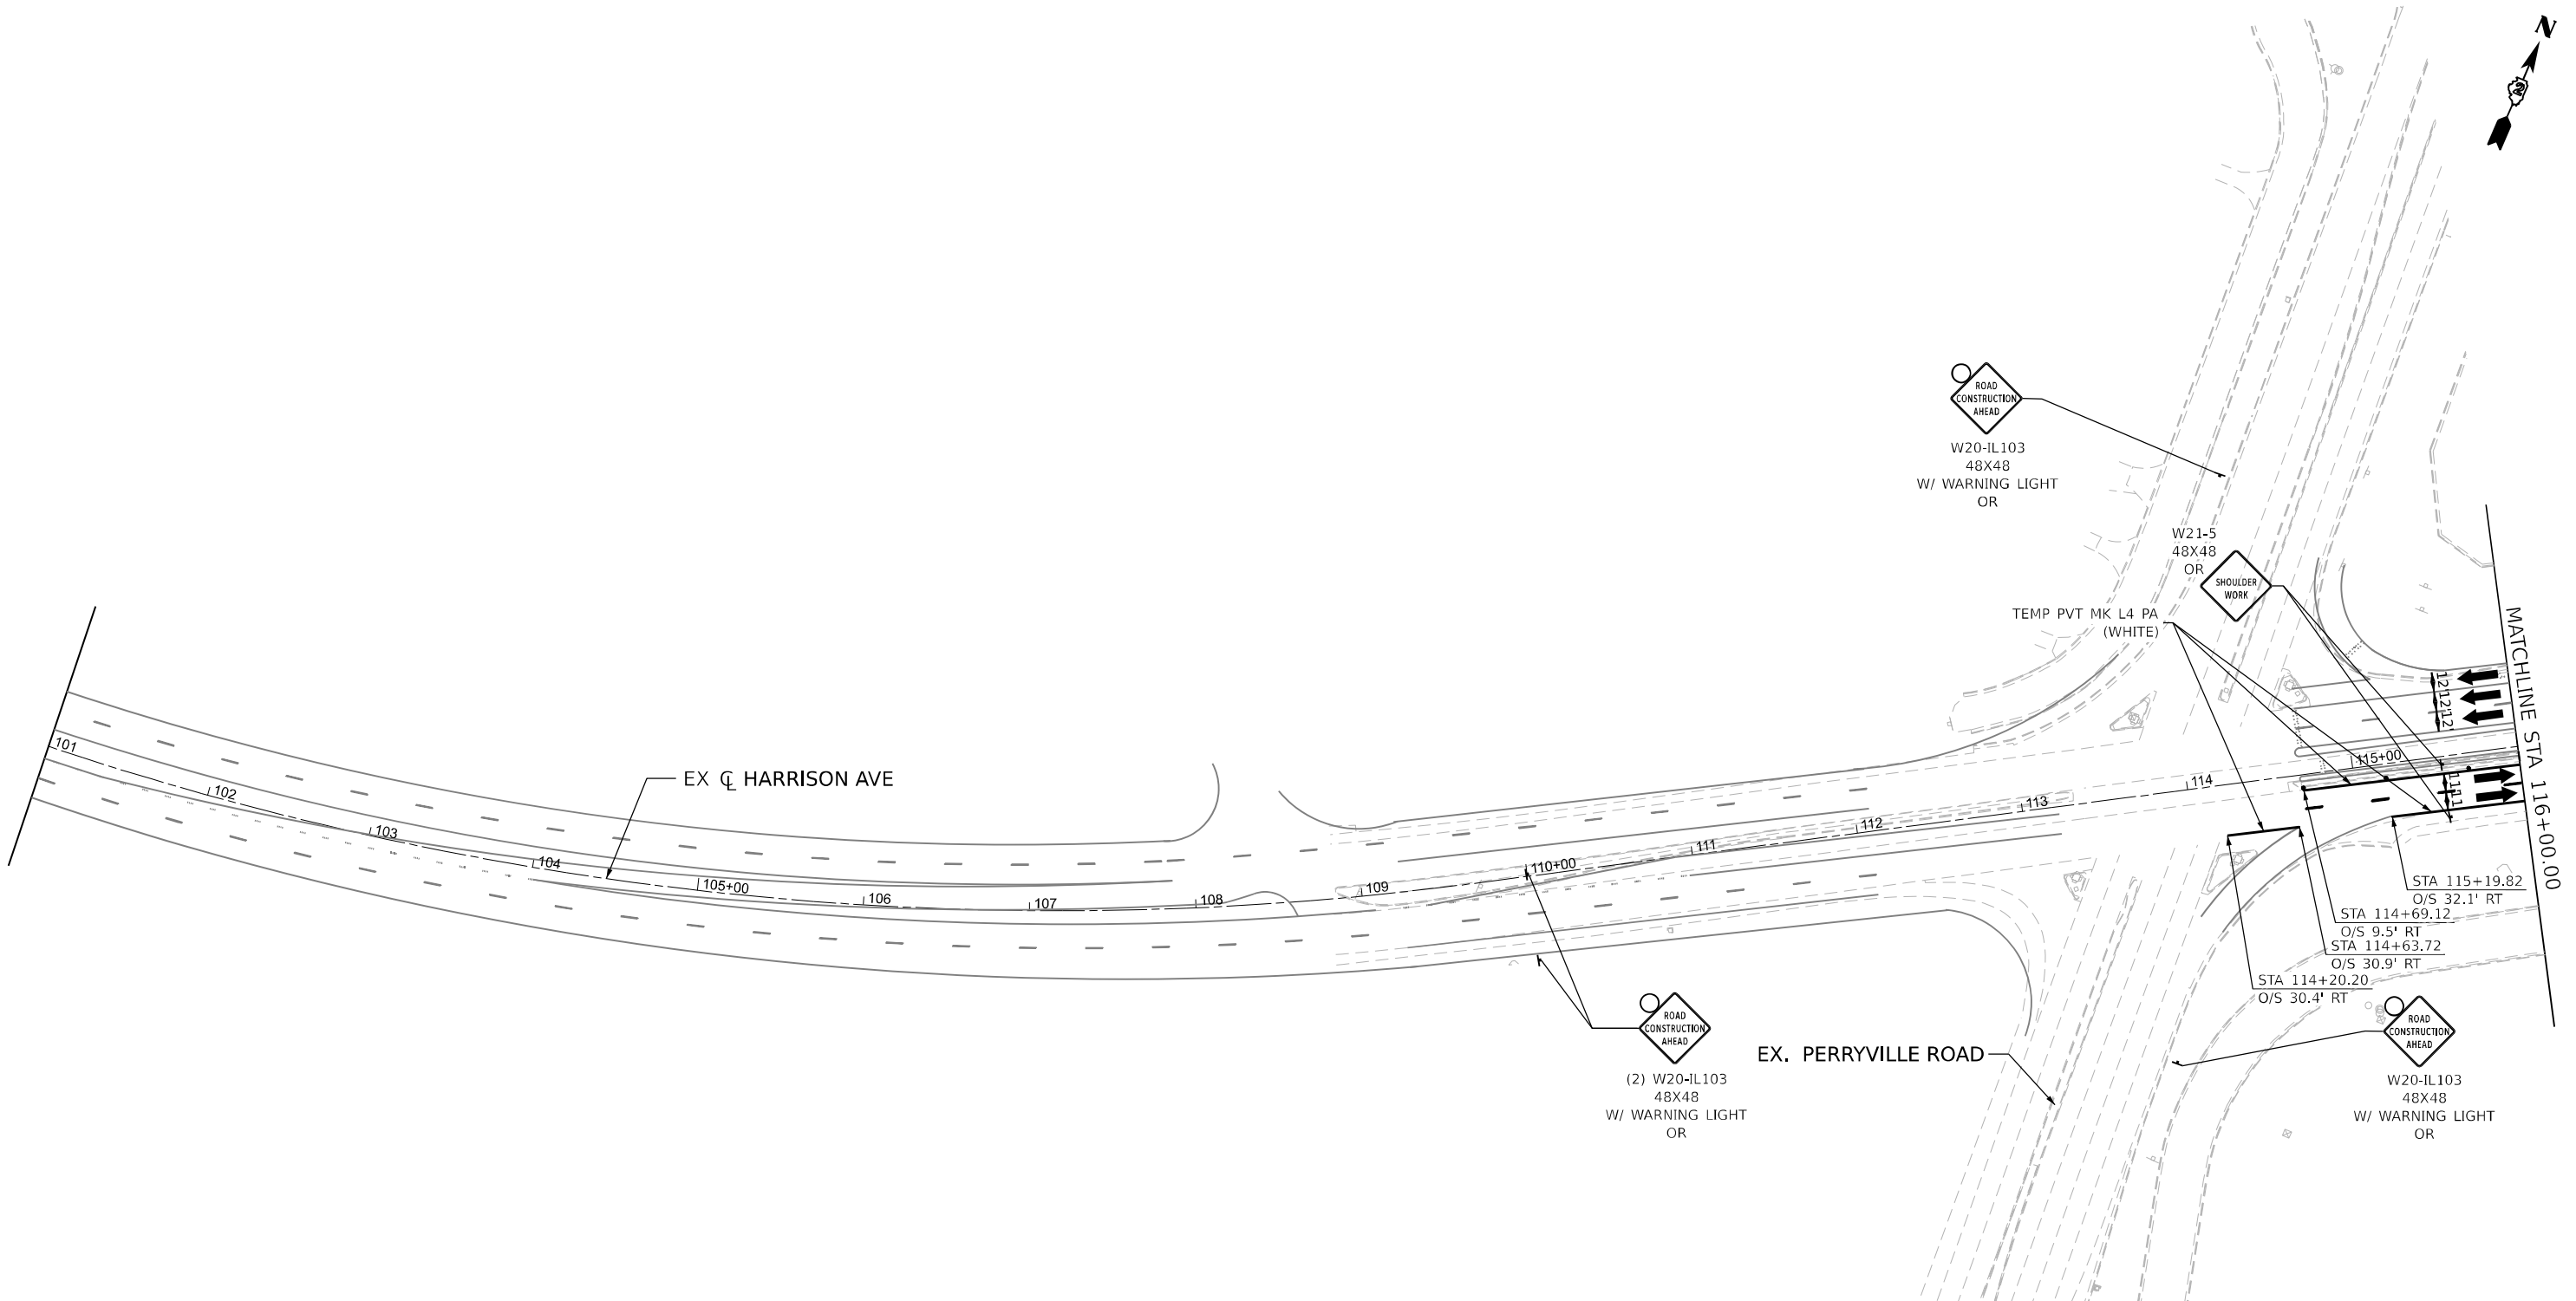 N
2
ROAD
CONSTRUCTION
AHEAD
W20-IL103
48X48
W/ WARNING LIGHT
OR
W21-5
48X48
OR
SHOULDER
WORK
TEMP PVT MK L4 PA
(WHITE)
MATCHLINE STA 116+00.00
12'
12'
12'
11'
11'
EX ℄ HARRISON AVE
101
102
103
104
105+00
106
107
108
109
110+00
111
112
113
114
115+00
STA 115+19.82
O/S 32.1' RT
STA 114+69.12
O/S 9.5' RT
STA 114+63.72
O/S 30.9' RT
STA 114+20.20
O/S 30.4' RT
ROAD
CONSTRUCTION
AHEAD
(2) W20-IL103
48X48
W/ WARNING LIGHT
OR
EX. PERRYVILLE ROAD
ROAD
CONSTRUCTION
AHEAD
W20-IL103
48X48
W/ WARNING LIGHT
OR